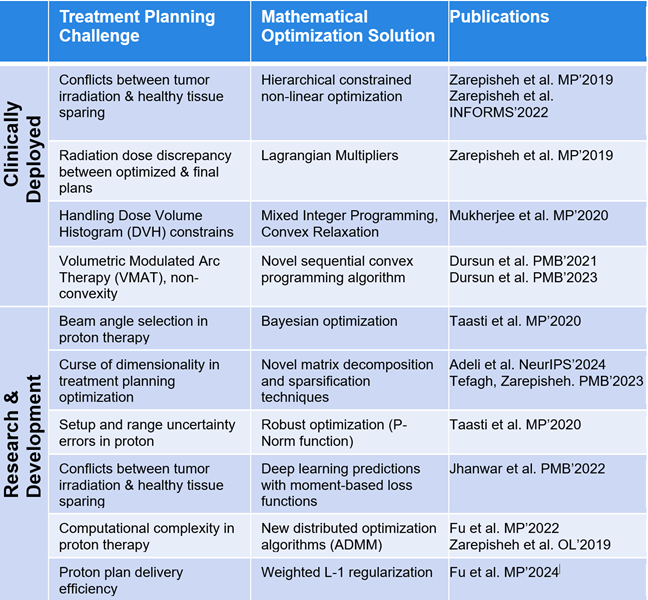 Treatment Planning Challenge
Mathematical Optimization Solution
Publications
Clinically Deployed
Conflicts between tumor
irradiation & healthy tissue
sparing
Hierarchical constrained
non-linear optimization
Zarepisheh et al. MP’2019
Zarepisheh et al.
INFORMS’2022
Radiation dose discrepancy
between optimized & final
plans
Lagrangian Multipliers
Zarepisheh et al. MP’2019
Handling Dose Volume
Histogram (DVH) constrains
Mixed Integer Programming,
Convex Relaxation
Mukherjee et al. MP’2020
Volumetric Modulated Arc
Therapy (VMAT), non-
convexity
Novel sequential convex
programming algorithm
Dursun et al. PMB’2021
Dursun et al. PMB’2023
Research & Development
Beam angle selection in
proton therapy
Bayesian optimization
Taasti et al. MP’2020
Curse of dimensionality in
treatment planning
optimization
Novel matrix decomposition
and sparsification
techniques
Adeli et al. NeurIPS’2024
Tefagh, Zarepisheh. PMB’2023
Setup and range uncertainty
errors in proton
Robust optimization (P-
Norm function)
Taasti et al. MP’2020
Conflicts between tumor
irradiation & healthy tissue
sparing
Deep learning predictions
with moment-based loss
functions
Jhanwar et al. PMB’2022
Computational complexity in
proton therapy
New distributed optimization
algorithms (ADMM)
Fu et al. MP’2022
Zarepisheh et al. OL’2019
Proton plan delivery
efficiency
Weighted L-1 regularization
Fu et al. MP’2024